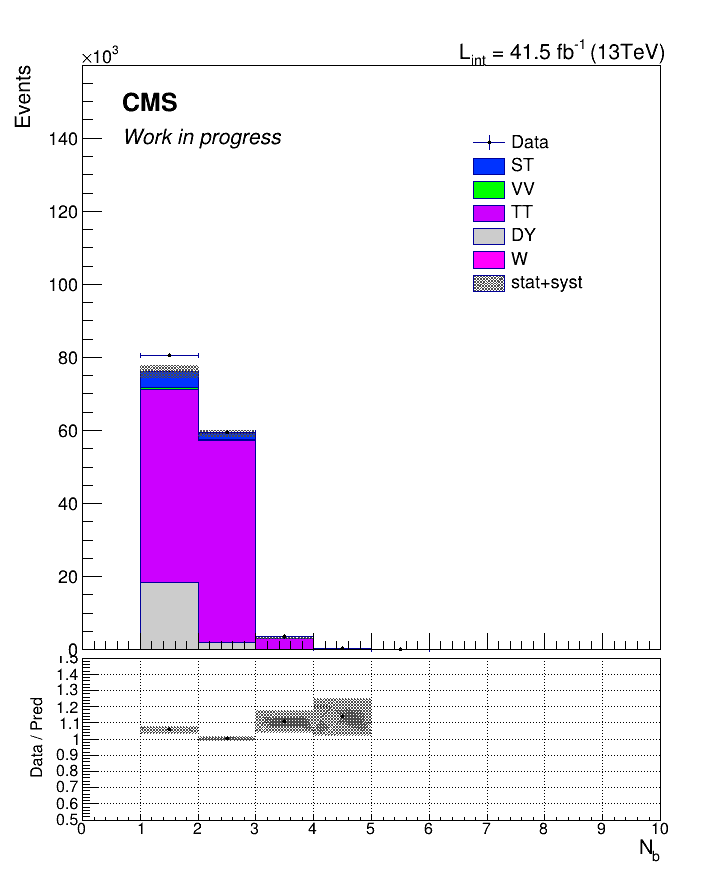 ×10³
L_int = 41.5 fb⁻¹ (13TeV)
Events
CMS
Work in progress
Data
ST
VV
TT
DY
W
stat+syst
140
120
100
80
60
40
20
0
Data / Pred
1.5
1.4
1.3
1.2
1.1
1
0.9
0.8
0.7
0.6
0.5
0 1 2 3 4 5 6 7 8 9 10
N_b